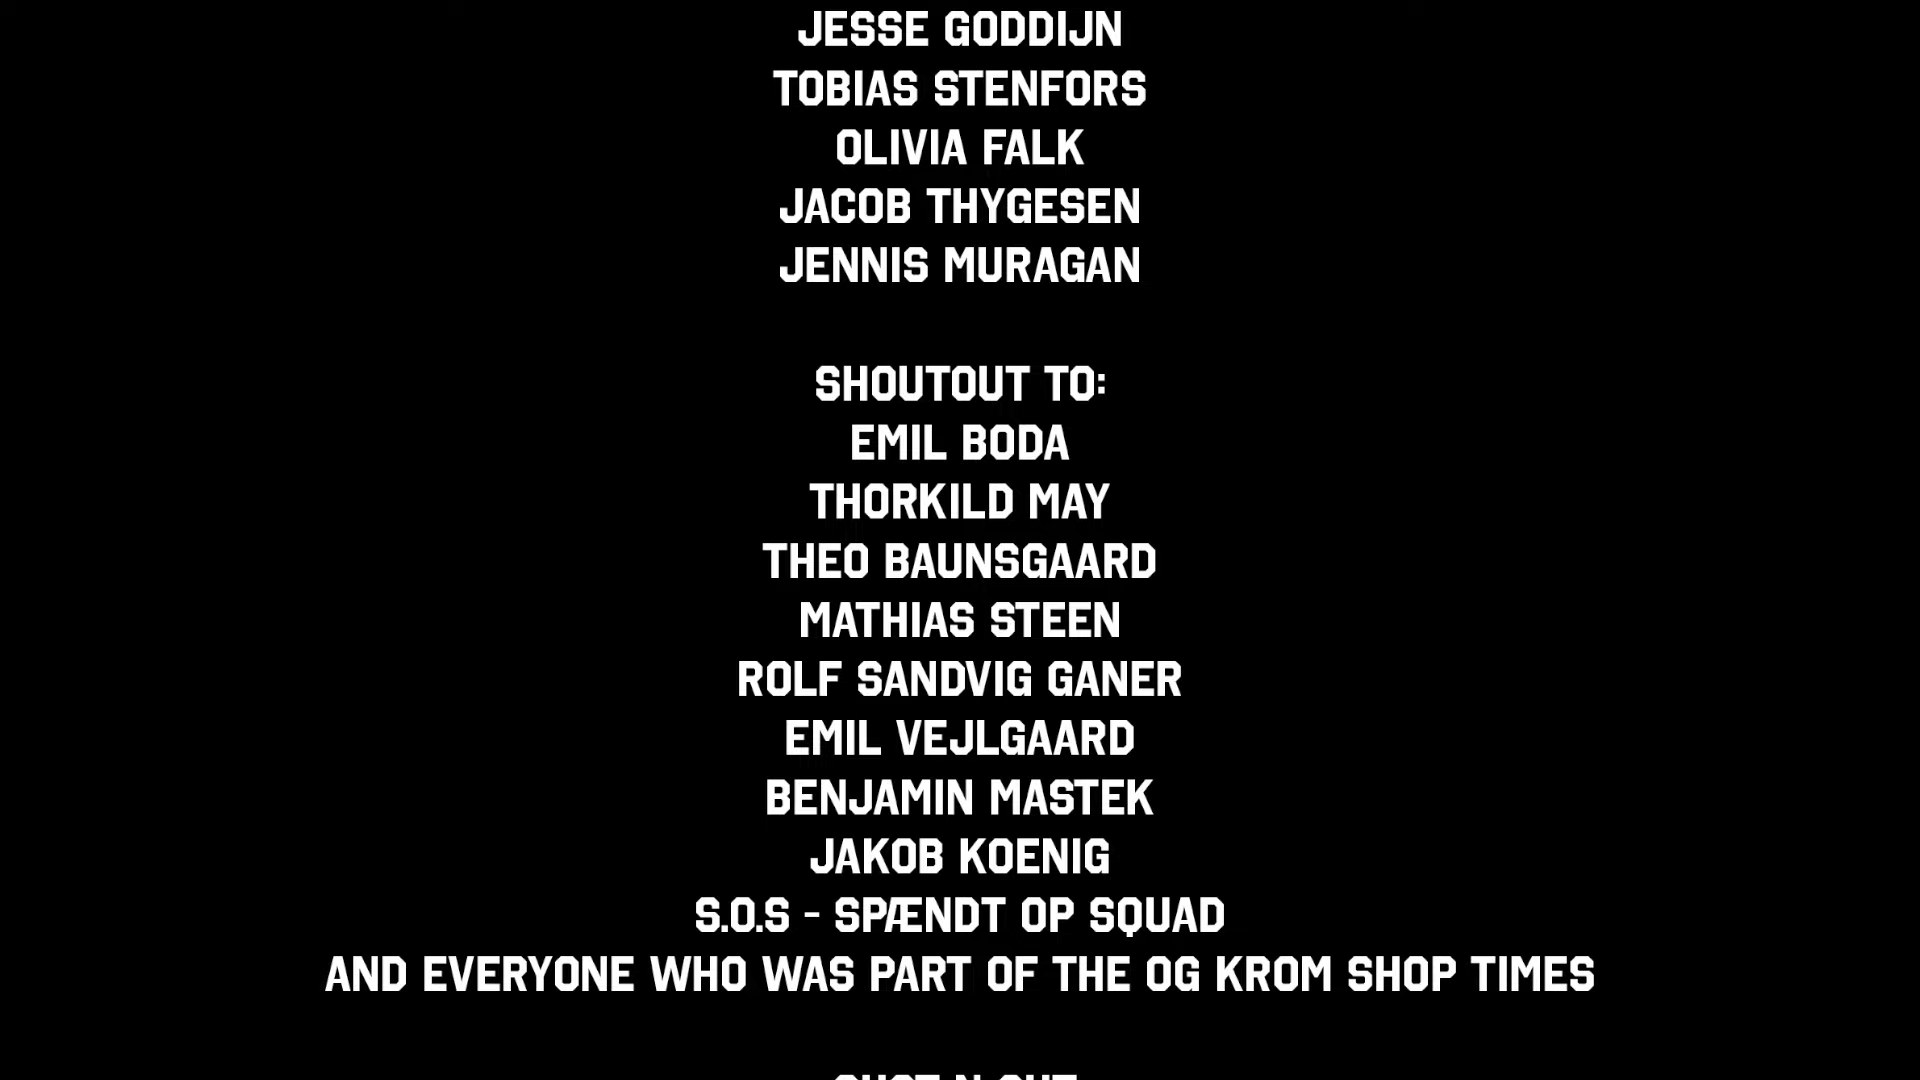 JESSE GODDIJN
TOBIAS STENFORS
OLIVIA FALK
JACOB THYGESEN
JENNIS MURAGAN
SHOUTOUT TO:
EMIL BODA
THORKILD MAY
THEO BAUNSGAARD
MATHIAS STEEN
ROLF SANDVIG GANER
EMIL VEJLGAARD
BENJAMIN MASTEK
JAKOB KOENIG
S.O.S - SPÆNDT OP SQUAD
AND EVERYONE WHO WAS PART OF THE OG KROM SHOP TIMES